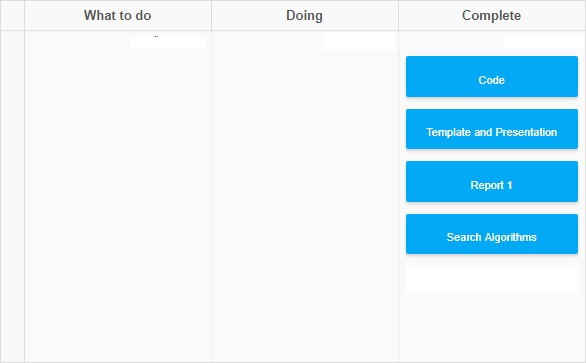 What to do
Doing
Complete
Code
Template and Presentation
Report 1
Search Algorithms